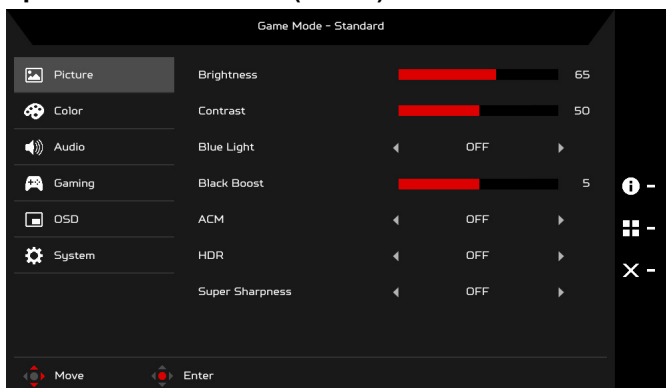 Game Mode - Standard
Picture
Brightness 65
Color
Contrast 50
Audio
Blue Light OFF
Gaming
Black Boost 5
OSD
ACM OFF
System
HDR OFF
Super Sharpness OFF
Move Enter